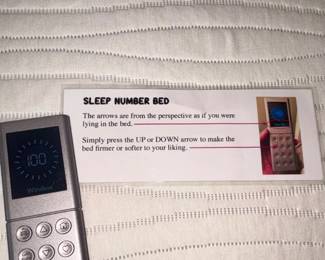 SLEEP NUMBER BED
The arrows are from the perspective as if you were
lying in the bed.
Simply press the UP or DOWN arrow to make the
bed firmer or softer to your liking.
100